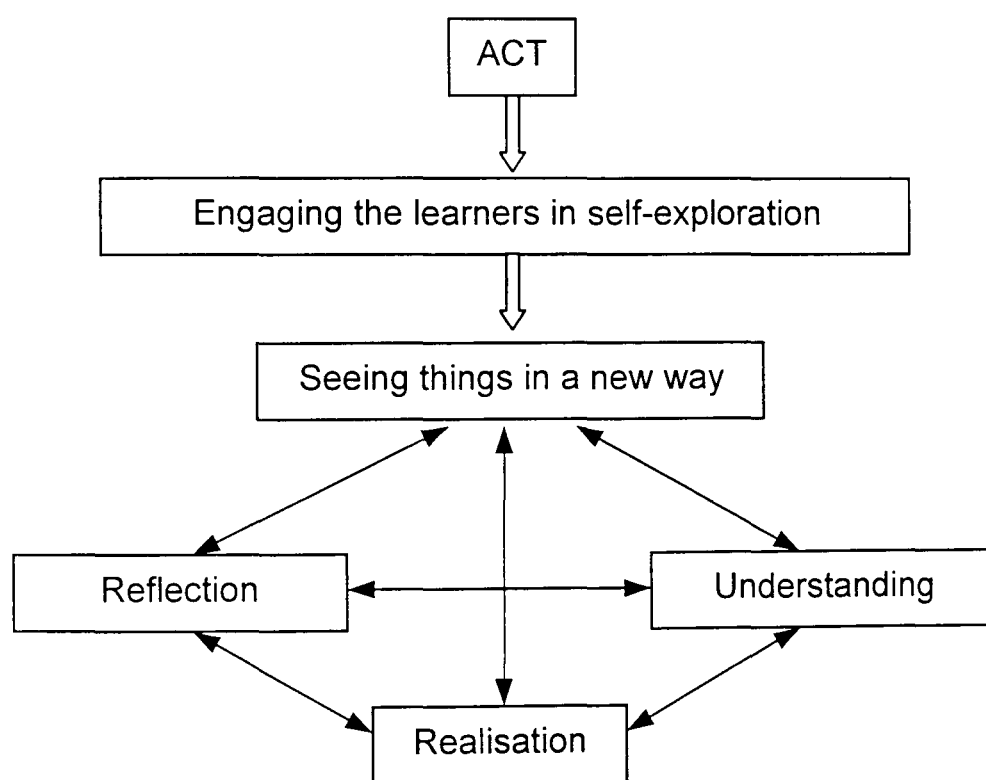 ACT
Engaging the learners in self-exploration
Seeing things in a new way
Reflection
Understanding
Realisation